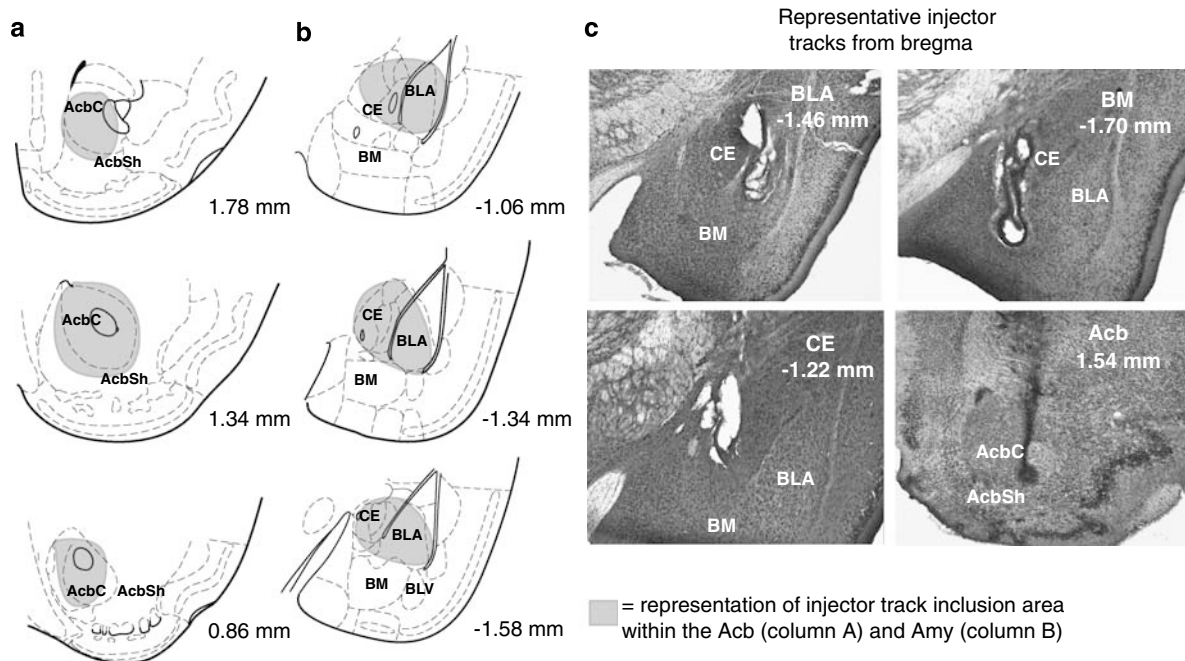 a
AcbC
AcbSh
1.78 mm
AcbC
AcbSh
1.34 mm
AcbC
AcbSh
0.86 mm
b
CE
BLA
BM
-1.06 mm
CE
BLA
BM
-1.34 mm
CE
BLA
BM
BLV
-1.58 mm
c
Representative injector
tracks from bregma
BLA
-1.46 mm
CE
BM
BM
-1.70 mm
CE
BLA
CE
-1.22 mm
BLA
BM
Acb
1.54 mm
AcbC
AcbSh
= representation of injector track inclusion area
within the Acb (column A) and Amy (column B)